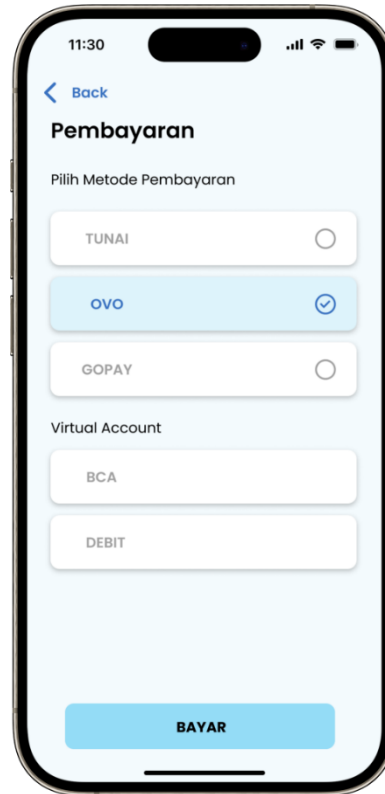 11:30
Back
Pembayaran
Pilih Metode Pembayaran
TUNAI
OVO
GOPAY
Virtual Account
BCA
DEBIT
BAYAR